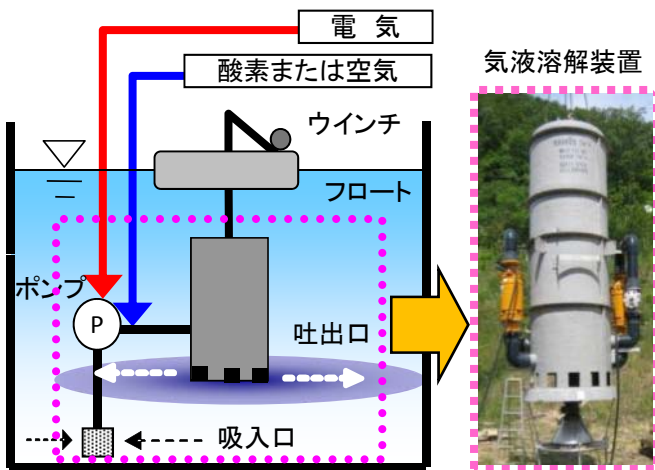 電 気
酸素または空気
気液溶解装置
ウインチ
フロート
ポンプ
P
吐出口
吸入口